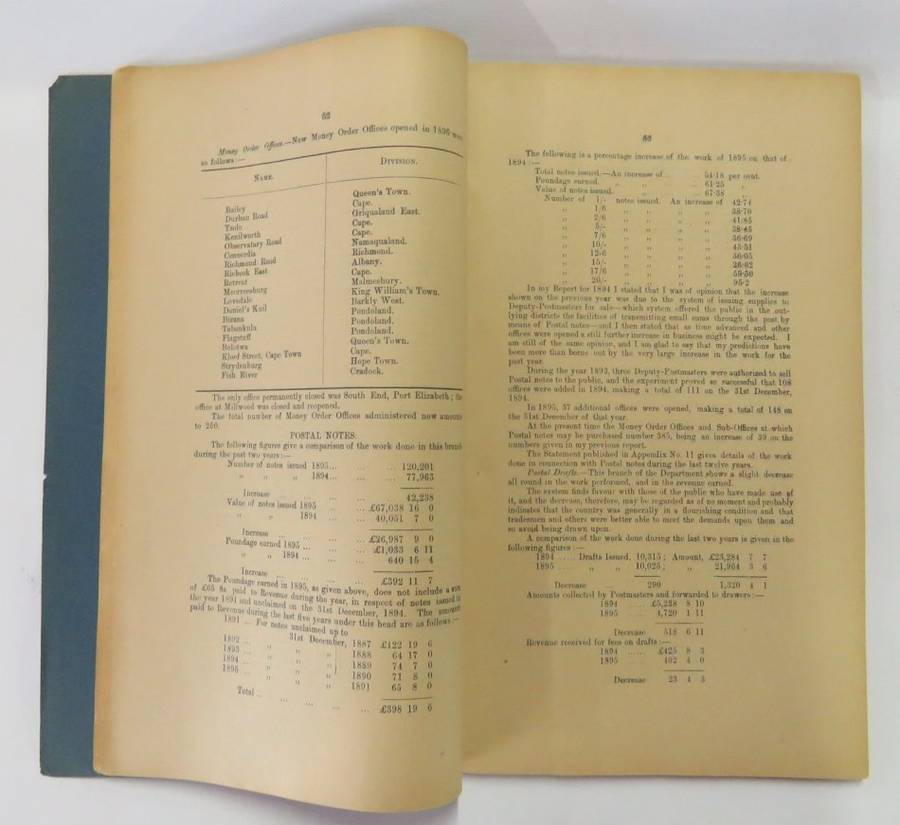 52
Money Order Offices.—New Money Order Offices opened in 1895 were
as follows:—
NAME. DIVISION.
Bailey Queen's Town.
Durban Road Cape.
Tsolo Griqualand East.
Kenilworth Cape.
Observatory Road Cape.
Concordia Namaqualand.
Richmond Road Richmond.
Riebeek East Albany.
Retreat Cape.
Moorreesburg Malmesbury.
Lovedale King William's Town.
Daniel's Kuil Barkly West.
Bizana Pondoland.
Tabankulu Pondoland.
Flagstaff Pondoland.
Bolotwa Queen's Town.
Kloof Street, Cape Town Cape.
Strydenburg Hope Town.
Fish River Cradock.
The only office permanently closed was South End, Port Elizabeth; the
office at Millwood was closed and reopened.
The total number of Money Order Offices administered now amounts
to 250.
POSTAL NOTES.
The following figures give a comparison of the work done in this branch
during the past two years:—
Number of notes issued 1895... ... ... 120,201
" " " 1894... ... ... 77,963
Increase ... ... ... 42,238
Value of notes issued 1895 ... ... £67,038 16 0
" " 1894 ... ... 40,051 7 0
Increase ... ... ... £26,987 9 0
Poundage earned 1895 ... ... ... £1,033 6 11
" " 1894 ... ... ... 640 15 4
Increase ... ... ... £392 11 7
The Poundage earned in 1895, as given above, does not include a sum
of £65 8s paid to Revenue during the year, in respect of notes issued in
the year 1891 and unclaimed on the 31st December, 1894. The amounts
paid to Revenue during the last five years under this head are as follows:—
1891 ... For notes unclaimed up to
31st December, 1887 £122 19 6
1892 .. " " " 1888 64 17 0
1893 ... " " " 1889 74 7 0
1894 ... " " " 1890 71 8 0
1895 ... " " " 1891 65 8 0
Total ... ... ... ... £398 19 6
53
The following is a percentage increase of the work of 1895 on that of
1894:—
Total notes issued.—An increase of .. 54·18 per cent.
Poundage earned. " " .. 61·25 "
Value of notes issued. " .. 67·38 "
Number of 1/- notes issued. An increase of 42·74
" 1/6 " " " " 38·70
" 2/6 " " " " 41·85
" 5/- " " " " 38·45
" 7/6 " " " " 36·69
" 10/- " " " " 43·51
" 12/6 " " " "
" 15/- " " " "
" 17/6 " " " " 59·50
" 20/- " " " " 95·2
In my Report for 1894 I stated that I was of opinion that the increase
shown on the previous year was due to the system of issuing supplies to
Deputy-Postmasters for sale—which system offered the public in the out-
lying districts the facilities of transmitting small sums through the post by
means of Postal notes—and I then stated that as time advanced and other
offices were opened a still further increase in business might be expected. I
am still of the same opinion, and I am glad to say that my predictions have
been more than borne out by the very large increase in the work for the
past year.
During the year 1893, three Deputy-Postmasters were authorized to sell
Postal notes to the public, and the experiment proved so successful that 108
offices were added in 1894, making a total of 111 on the 31st December,
1894.
In 1895, 37 additional offices were opened, making a total of 148 on
the 31st December of that year.
At the present time the Money Order Offices and Sub-Offices at which
Postal notes may be purchased number 385, being an increase of 39 on the
numbers given in my previous report.
The Statement published in Appendix No. 11 gives details of the work
done in connection with Postal notes during the last twelve years.
Postal Drafts.—This branch of the Department shows a slight decrease
all round in the work performed, and in the revenue earned.
The system finds favour with those of the public who have made use of
it, and the decrease, therefore, may be regarded as of no moment and probably
indicates that the country was generally in a flourishing condition and that
tradesmen and others were better able to meet the demands upon them and
so avoid being drawn upon.
A comparison of the work done during the last two years is given in the
following figures:—
1894 ...... Drafts Issued, 10,315; Amount, £23,284 7 7
1895 ...... " " 10,025; " 21,964 3 6
Decrease ... 290 1,320 4 1
Amounts collected by Postmasters and forwarded to drawers:—
1894 ...... £5,238 8 10
1895 ...... 4,720 1 11
Decrease 518 6 11
Revenue received for fees on drafts:—
1894 ...... £425 8 3
1895 ...... 402 4 0
Decrease 23 4 3